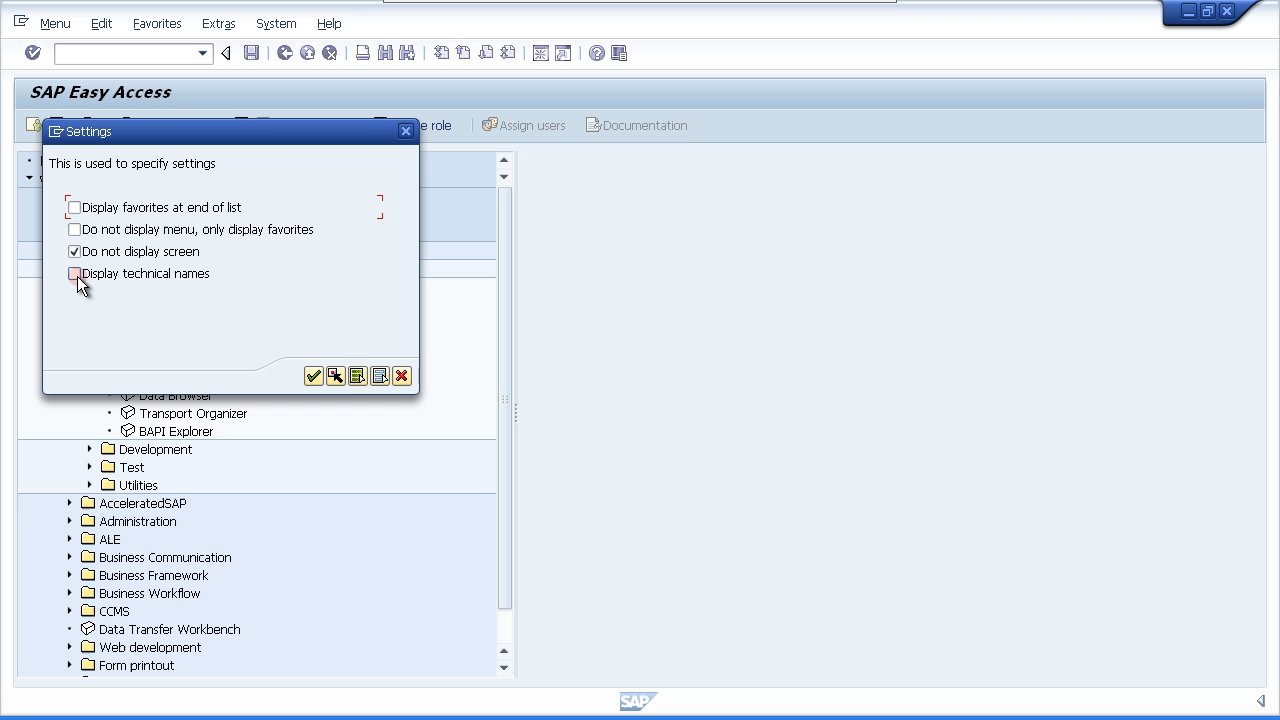 Menu Edit Favorites Extras System Help
SAP Easy Access
e role Assign users Documentation
Settings
This is used to specify settings
Display favorites at end of list
Do not display menu, only display favorites
Do not display screen
Display technical names
Data Browser
Transport Organizer
BAPI Explorer
Development
Test
Utilities
AcceleratedSAP
Administration
ALE
Business Communication
Business Framework
Business Workflow
CCMS
Data Transfer Workbench
Web development
Form printout
SAP